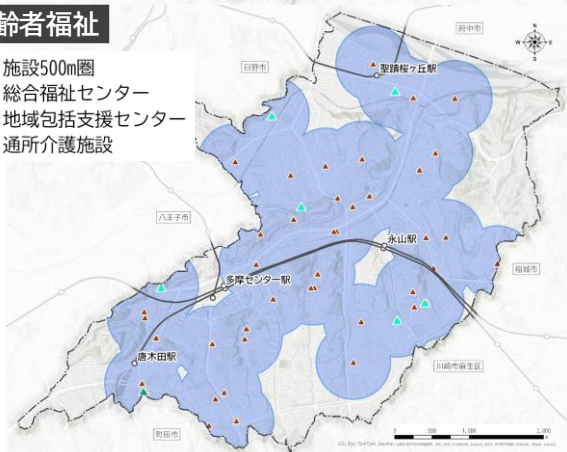 齢者福祉
施設500m圏
総合福祉センター
地域包括支援センター
通所介護施設
府中市
N
W
E
S
日野市
聖蹟桜ヶ丘駅
八王子市
永山駅
稲城市
多摩センター駅
唐木田駅
川崎市麻生区
町田市
0 500 1,000 2,000
m